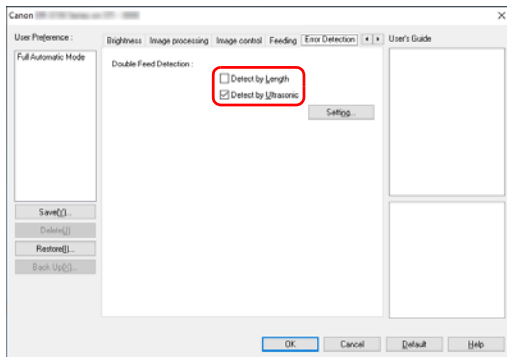 Canon
User Preference :
Full Automatic Mode
Save(Y)...
Delete(J)
Restore(I)...
Back Up(K)...
Brightness Image processing Image control Feeding Error Detection
Double Feed Detection :
Detect by Length
Detect by Ultrasonic
Setting...
User's Guide
OK Cancel Default Help